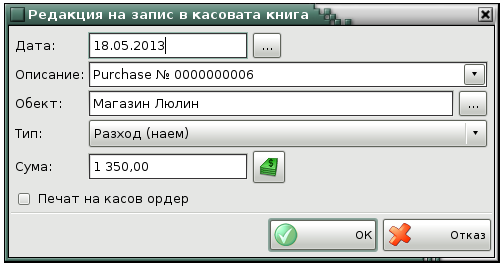 Редакция на запис в касовата книга
Дата: 18.05.2013 ...
Описание: Purchase № 0000000006
Обект: Магазин Люлин ...
Тип: Разход (наем)
Сума: 1 350,00
Печат на касов ордер
OK Отказ